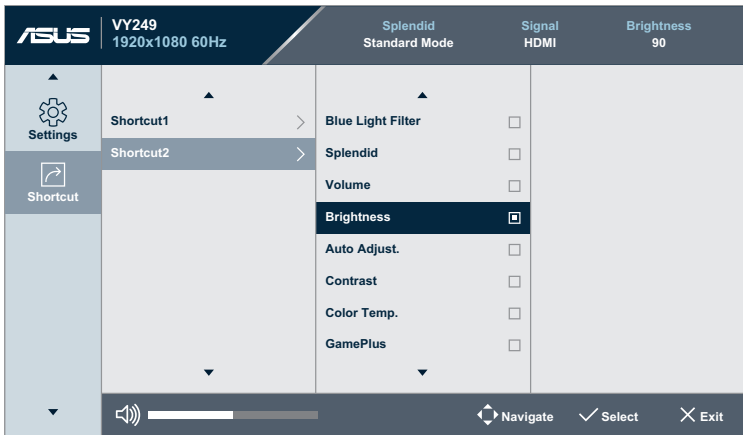 ASUS
VY249
1920x1080 60Hz
Splendid
Standard Mode
Signal
HDMI
Brightness
90
Settings
Shortcut
Shortcut1
Shortcut2
Blue Light Filter
Splendid
Volume
Brightness
Auto Adjust.
Contrast
Color Temp.
GamePlus
Navigate
Select
Exit